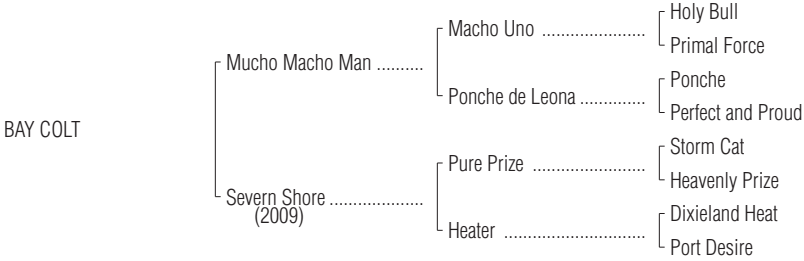 Holy Bull
Macho Uno ......................
Primal Force
Mucho Macho Man ..........
Ponche
Ponche de Leona ..............
Perfect and Proud
BAY COLT
Storm Cat
Pure Prize ........................
Heavenly Prize
Severn Shore ....................
(2009)
Dixieland Heat
Heater ..............................
Port Desire